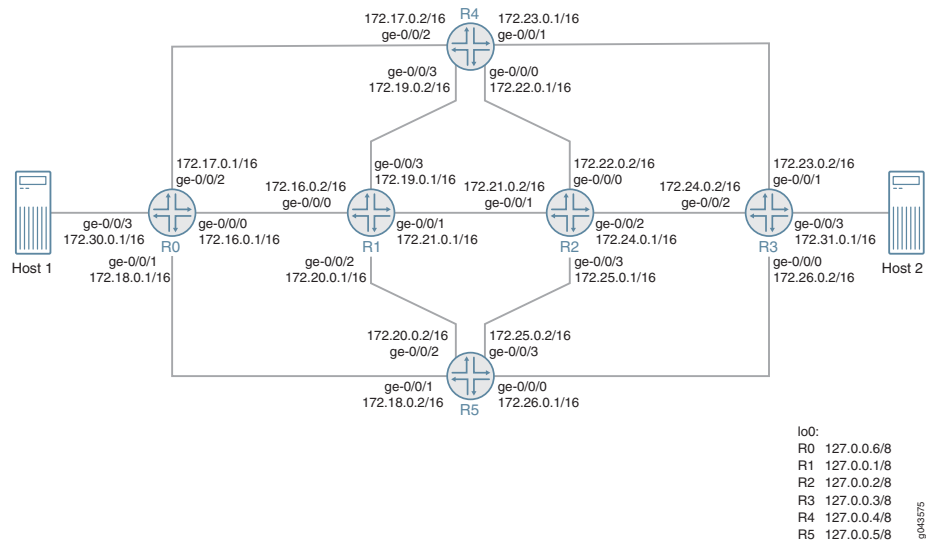 R4
172.17.0.2/16
ge-0/0/2
172.23.0.1/16
ge-0/0/1
ge-0/0/3
172.19.0.2/16
ge-0/0/0
172.22.0.1/16
172.17.0.1/16
ge-0/0/2
ge-0/0/3
172.19.0.1/16
172.22.0.2/16
ge-0/0/0
172.23.0.2/16
ge-0/0/1
172.16.0.2/16
ge-0/0/0
172.21.0.2/16
ge-0/0/1
172.24.0.2/16
ge-0/0/2
Host 1
ge-0/0/3
172.30.0.1/16
R0
ge-0/0/0
172.16.0.1/16
R1
ge-0/0/1
172.21.0.1/16
R2
ge-0/0/2
172.24.0.1/16
R3
ge-0/0/3
172.31.0.1/16
Host 2
ge-0/0/1
172.18.0.1/16
ge-0/0/2
172.20.0.1/16
ge-0/0/3
172.25.0.1/16
ge-0/0/0
172.26.0.2/16
172.20.0.2/16
ge-0/0/2
172.25.0.2/16
ge-0/0/3
ge-0/0/1
172.18.0.2/16
R5
ge-0/0/0
172.26.0.1/16
lo0:
R0 127.0.0.6/8
R1 127.0.0.1/8
R2 127.0.0.2/8
R3 127.0.0.3/8
R4 127.0.0.4/8
R5 127.0.0.5/8
g043575